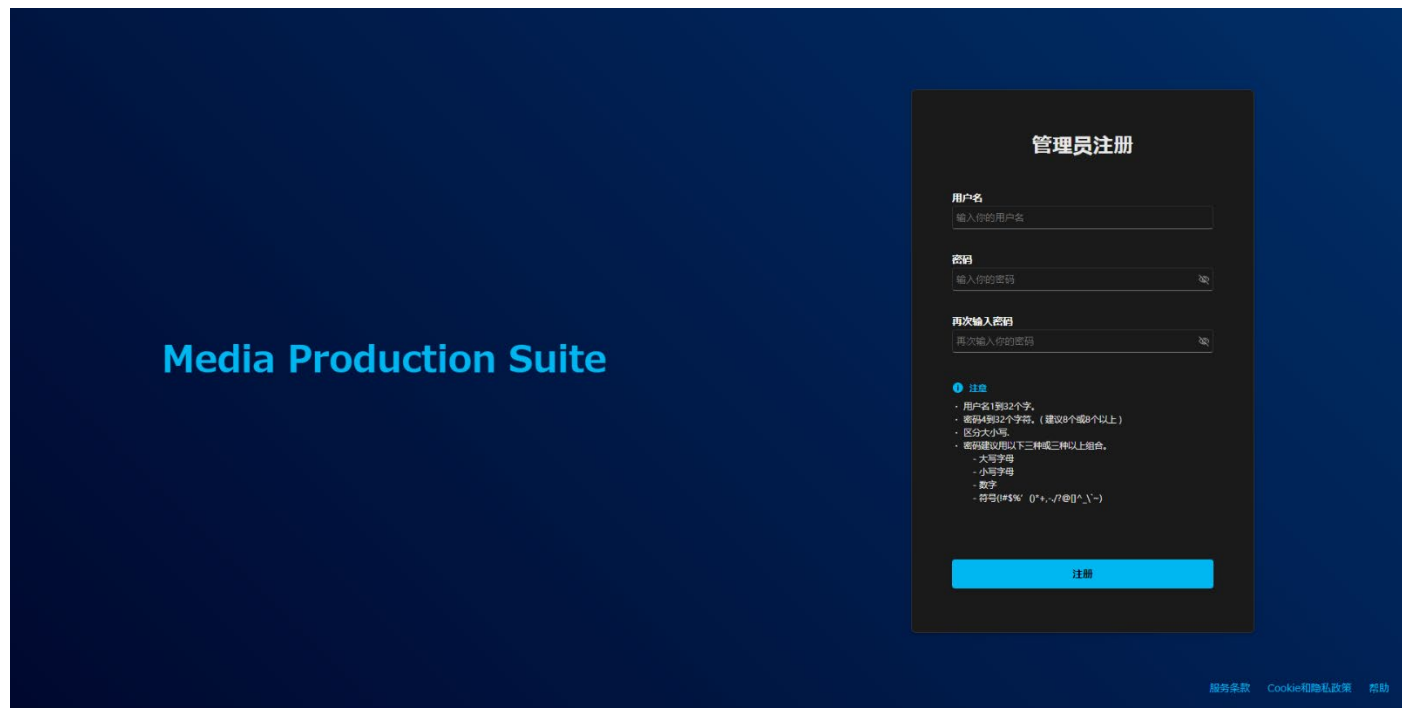 Media Production Suite
管理员注册
用户名
输入你的用户名
密码
输入你的密码
再次输入密码
再次输入你的密码
注意
· 用户名1到32个字。
· 密码4到32个字符。( 建议8个或8个以上 )
· 区分大小写.
· 密码建议用以下三种或三种以上组合。
- 大写字母
- 小写字母
- 数字
- 符号(!#$%' ()*+,-./?@[]^_\`~)
注册
服务条款 Cookie和隐私政策 帮助